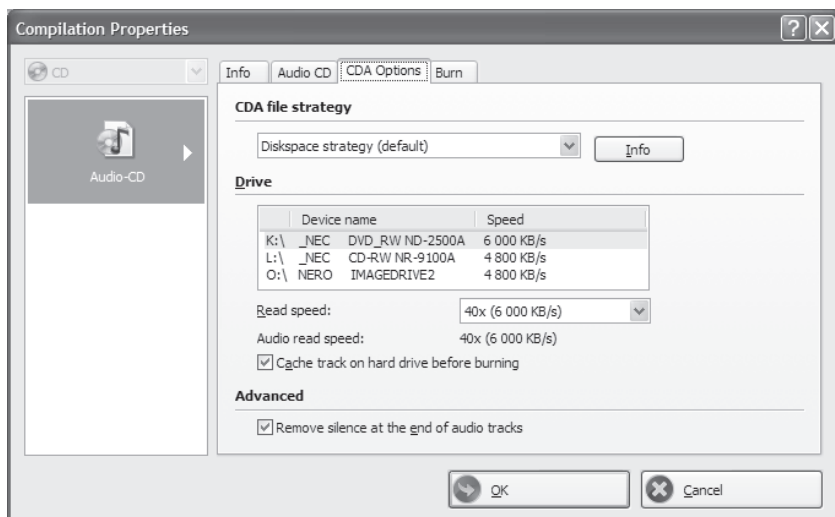 Compilation Properties
CD
Info Audio CD CDA Options Burn
Audio-CD
CDA file strategy
Diskspace strategy (default) Info
Drive
Device name Speed
K:\ _NEC DVD_RW ND-2500A 6 000 KB/s
L:\ _NEC CD-RW NR-9100A 4 800 KB/s
O:\ NERO IMAGEDRIVE2 4 800 KB/s
Read speed: 40x (6 000 KB/s)
Audio read speed: 40x (6 000 KB/s)
Cache track on hard drive before burning
Advanced
Remove silence at the end of audio tracks
OK Cancel